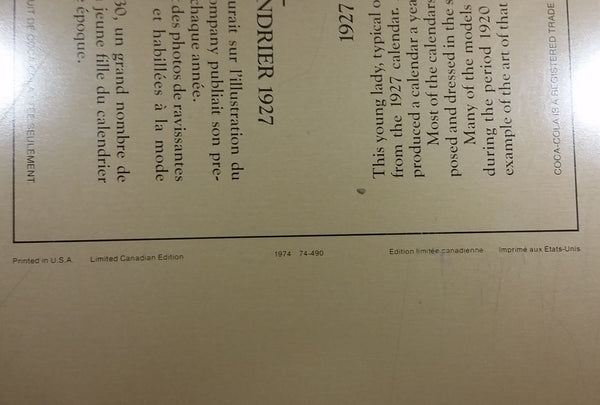 NDRIER 1927
urait sur l'illustration du
ompany publiait son pre-
chaque année.
des photos de ravissantes
et habillées à la mode
30, un grand nombre de
jeune fille du calendrier
époque.
SEULEMENT.
1927
This young lady, typical o
from the 1927 calendar.
produced a calendar a yea
Most of the calendars
posed and dressed in the s
Many of the models
during the period 1920
example of the art of that
COCA-COLA IS A REGISTERED TRADE
Printed in U.S.A. Limited Canadian Edition 1974 74-490 Edition limitée canadienne Imprimé aux Etats-Unis